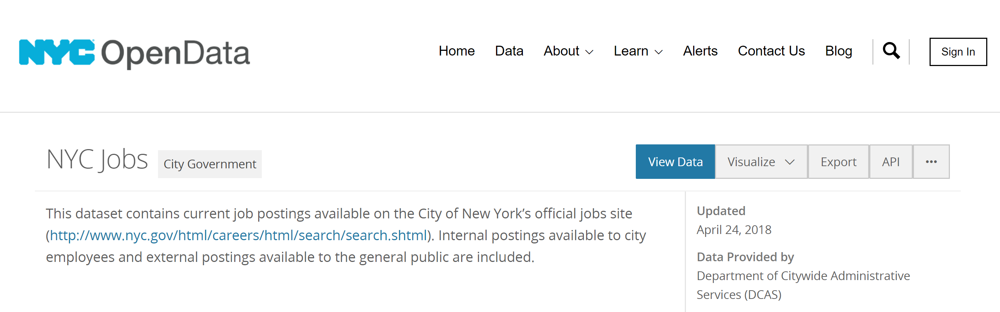 NYC OpenData
Home Data About Learn Alerts Contact Us Blog Sign In
NYC Jobs City Government
View Data Visualize Export API •••
This dataset contains current job postings available on the City of New York’s official jobs site
(http://www.nyc.gov/html/careers/html/search/search.shtml). Internal postings available to city
employees and external postings available to the general public are included.
Updated
April 24, 2018
Data Provided by
Department of Citywide Administrative
Services (DCAS)